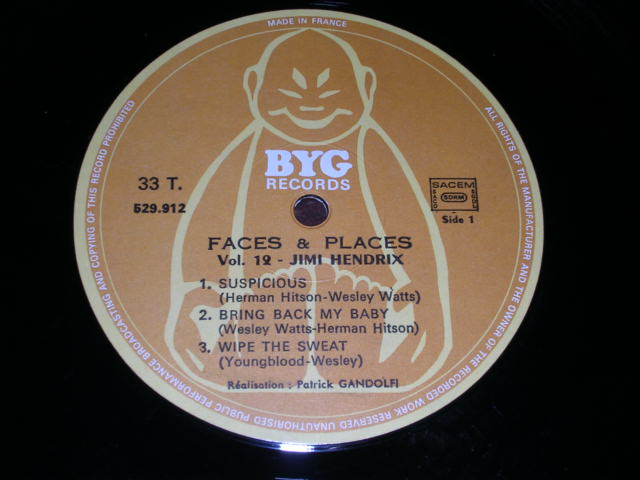 MADE IN FRANCE
ALL RIGHTS OF THE MANUFACTURER AND THE OWNER OF THE RECORDED WORK RESERVED UNAUTHORISED PUBLIC PERFORMANCE BROADCASTING AND COPYING OF THIS RECORD PROHIBITED
BYG
RECORDS
33 T.
529.912
SACEM
SDRM
Side 1
FACES & PLACES
Vol. 12 - JIMI HENDRIX
1. SUSPICIOUS
(Herman Hitson-Wesley Watts)
2. BRING BACK MY BABY
(Wesley Watts-Herman Hitson)
3. WIPE THE SWEAT
(Youngblood-Wesley)
Réalisation : Patrick GANDOLFI